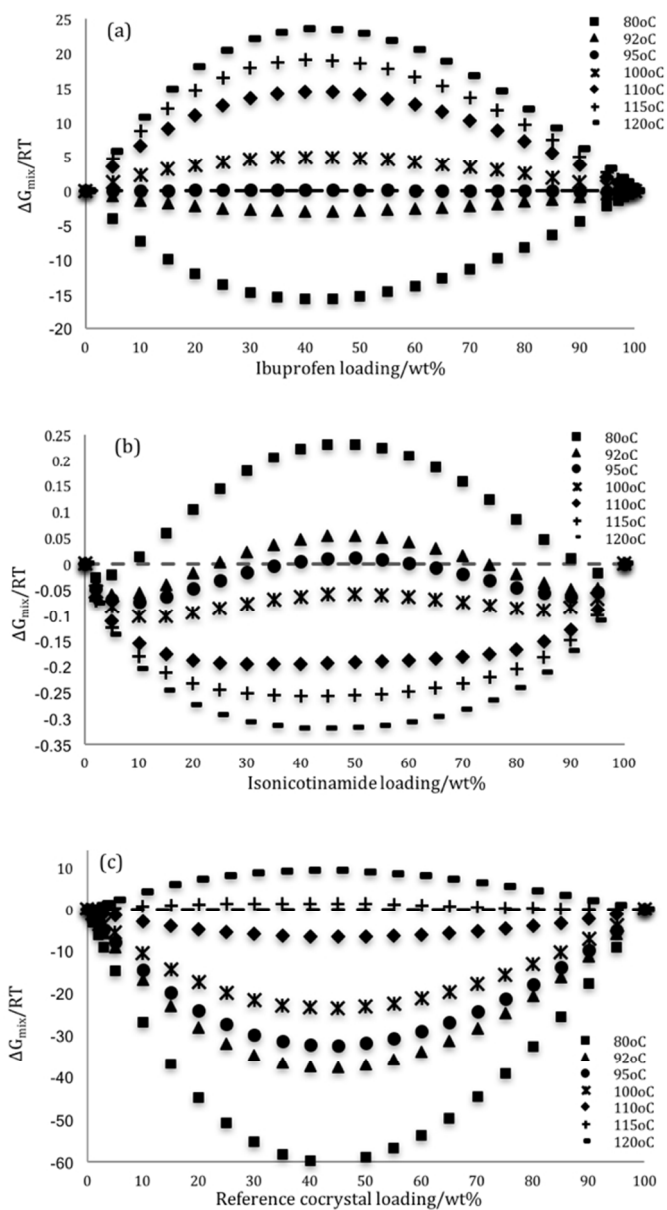 (a)
80oC
92oC
95oC
100oC
110oC
115oC
120oC
25
20
15
10
5
0
-5
-10
-15
-20
ΔGmix/RT
0 10 20 30 40 50 60 70 80 90 100
Ibuprofen loading/wt%
(b)
80oC
92oC
95oC
100oC
110oC
115oC
120oC
0.25
0.2
0.15
0.1
0.05
0
-0.05
-0.1
-0.15
-0.2
-0.25
-0.3
-0.35
ΔGmix/RT
0 10 20 30 40 50 60 70 80 90 100
Isonicotinamide loading/wt%
(c)
10
0
-10
-20
-30
-40
-50
-60
ΔGmix/RT
80oC
92oC
95oC
100oC
110oC
115oC
120oC
0 10 20 30 40 50 60 70 80 90 100
Reference cocrystal loading/wt%